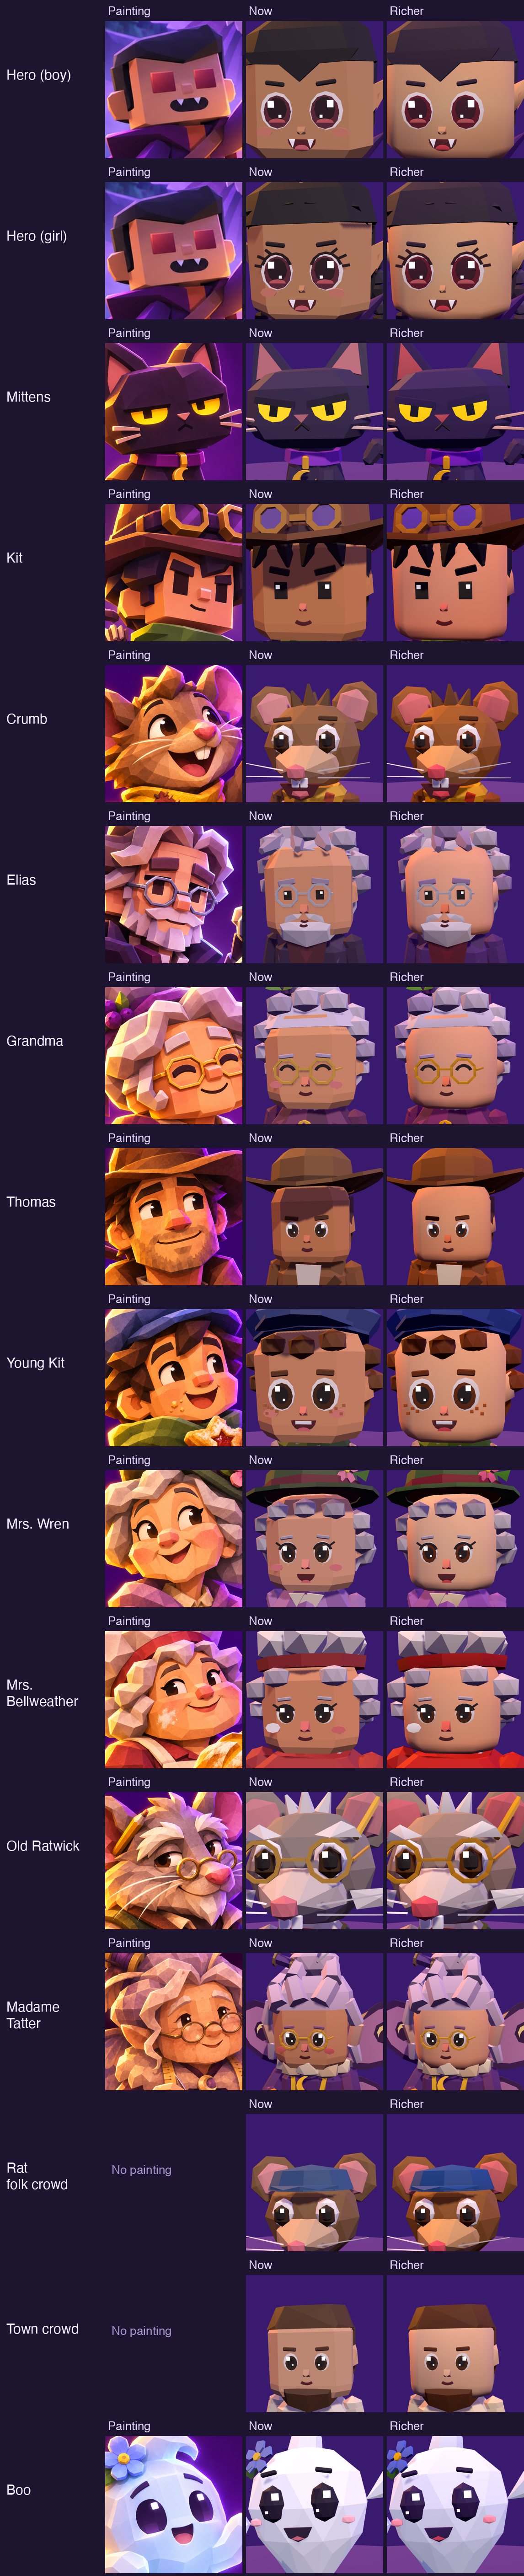 Painting Now Richer
Hero (boy)
Painting Now Richer
Hero (girl)
Painting Now Richer
Mittens
Painting Now Richer
Kit
Painting Now Richer
Crumb
Painting Now Richer
Elias
Painting Now Richer
Grandma
Painting Now Richer
Thomas
Painting Now Richer
Young Kit
Painting Now Richer
Mrs. Wren
Painting Now Richer
Mrs.
Bellweather
Painting Now Richer
Old Ratwick
Painting Now Richer
Madame
Tatter
Now Richer
Rat
folk crowd
No painting
Now Richer
Town crowd
No painting
Painting Now Richer
Boo